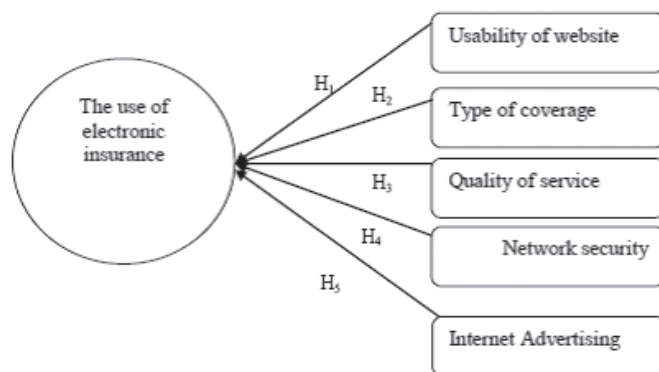 The use of
electronic
insurance
H₁
H₂
H₃
H₄
H₅
Usability of website
Type of coverage
Quality of service
Network security
Internet Advertising